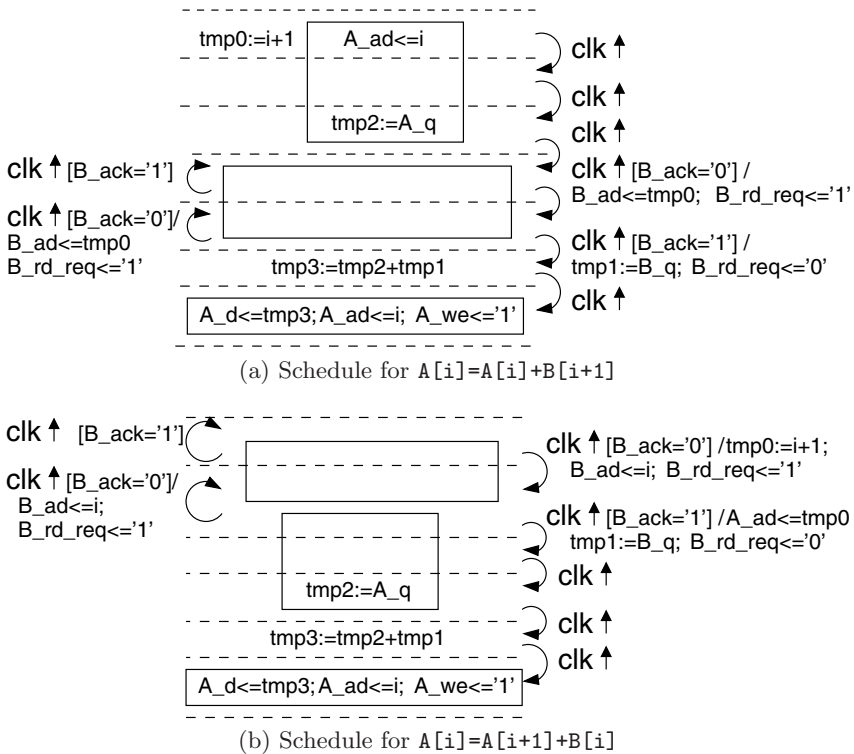 tmp0:=i+1 A_ad<=i
clk
clk
tmp2:=A_q
clk
clk [B_ack='1']
clk [B_ack='0'] /
B_ad<=tmp0; B_rd_req<='1'
clk [B_ack='0']/
B_ad<=tmp0
B_rd_req<='1'
clk [B_ack='1'] /
tmp1:=B_q; B_rd_req<='0'
tmp3:=tmp2+tmp1
clk
A_d<=tmp3;A_ad<=i; A_we<='1'
(a) Schedule for A[i]=A[i]+B[i+1]
clk [B_ack='1']
clk [B_ack='0'] /tmp0:=i+1;
B_ad<=i; B_rd_req<='1'
clk [B_ack='0']/
B_ad<=i;
B_rd_req<='1'
clk [B_ack='1'] /A_ad<=tmp0
tmp1:=B_q; B_rd_req<='0'
clk
tmp2:=A_q
clk
tmp3:=tmp2+tmp1
clk
A_d<=tmp3;A_ad<=i; A_we<='1'
(b) Schedule for A[i]=A[i+1]+B[i]